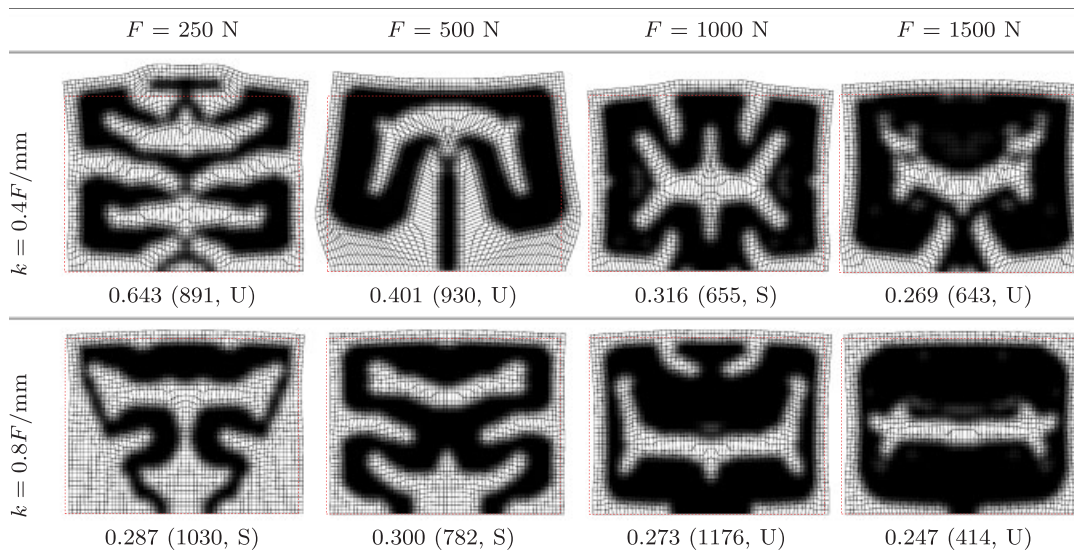 F = 250 N F = 500 N F = 1000 N F = 1500 N
k = 0.4F/mm
0.643 (891, U) 0.401 (930, U) 0.316 (655, S) 0.269 (643, U)
k = 0.8F/mm
0.287 (1030, S) 0.300 (782, S) 0.273 (1176, U) 0.247 (414, U)